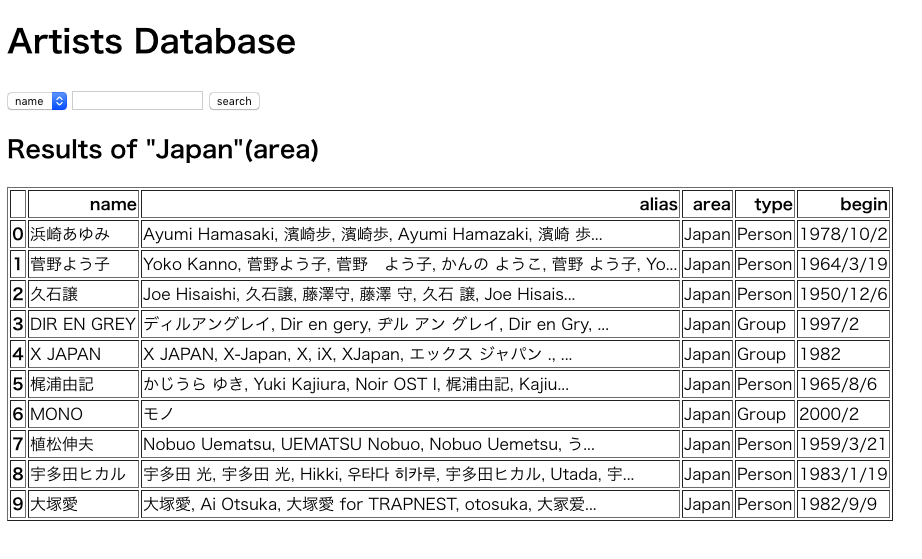 Artists Database
name search
Results of "Japan"(area)
name alias area type begin
0 浜崎あゆみ Ayumi Hamasaki, 濱崎步, 濱崎歩, Ayumi Hamazaki, 濱崎 歩... Japan Person 1978/10/2
1 菅野よう子 Yoko Kanno, 菅野よう子, 菅野　よう子, かんの ようこ, 菅野 よう子, Yo... Japan Person 1964/3/19
2 久石譲 Joe Hisaishi, 久石譲, 藤澤守, 藤澤 守, 久石 譲, Joe Hisais... Japan Person 1950/12/6
3 DIR EN GREY ディルアングレイ, Dir en gery, ヂル アン グレイ, Dir en Gry, ... Japan Group 1997/2
4 X JAPAN X JAPAN, X-Japan, X, iX, XJapan, エックス ジャパン ., ... Japan Group 1982
5 梶浦由記 かじうら ゆき, Yuki Kajiura, Noir OST I, 梶浦由記, Kajiu... Japan Person 1965/8/6
6 MONO モノ Japan Group 2000/2
7 植松伸夫 Nobuo Uematsu, UEMATSU Nobuo, Nobuo Uemetsu, う... Japan Person 1959/3/21
8 宇多田ヒカル 宇多田 光, 宇多田 光, Hikki, 우타다 히카루, 宇多田ヒカル, Utada, 宇... Japan Person 1983/1/19
9 大塚愛 大塚愛, Ai Otsuka, 大塚愛 for TRAPNEST, otosuka, 大冢爱... Japan Person 1982/9/9